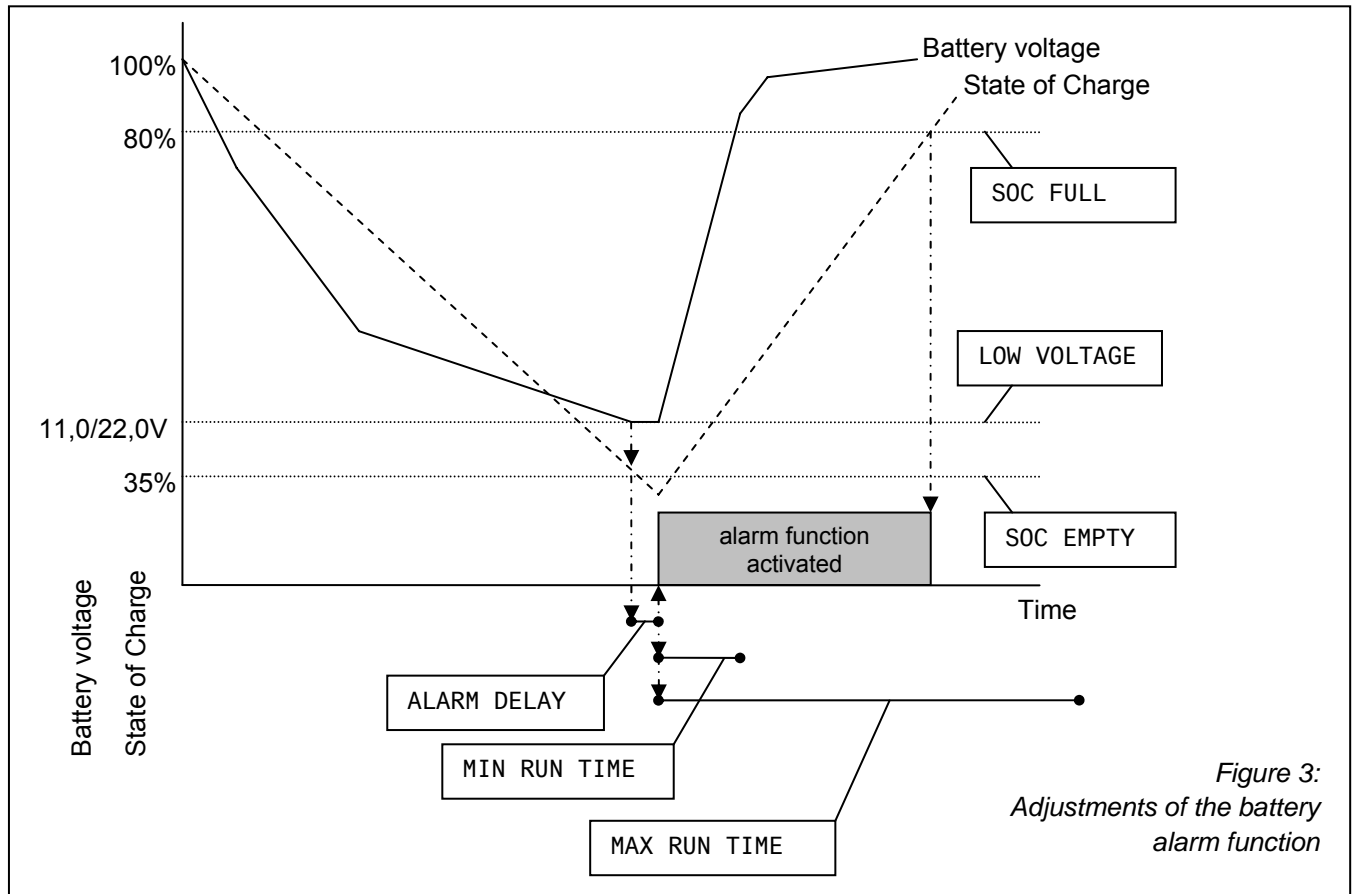 100%
Battery voltage
State of Charge
80%
SOC FULL
LOW VOLTAGE
11,0/22,0V
35%
alarm function
activated
SOC EMPTY
Time
Battery voltage
State of Charge
ALARM DELAY
MIN RUN TIME
MAX RUN TIME
Figure 3:
Adjustments of the battery
alarm function